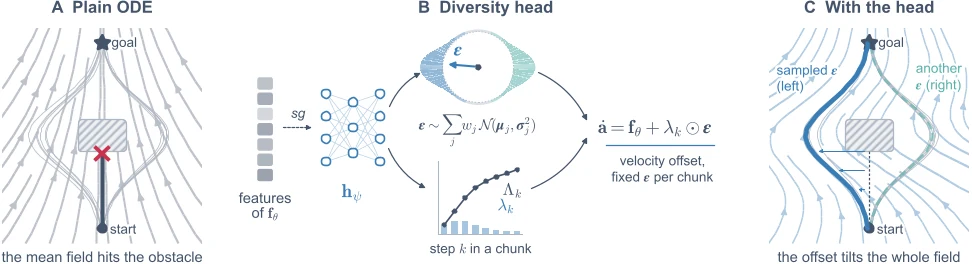 A Plain ODE
goal
start
the mean field hits the obstacle
B Diversity head
features
of f_θ
sg
h_ψ
ε
ε ∼ ∑_j w_j 𝒩(μ_j, σ_j^2)
Λ_k
λ_k
step k in a chunk
ȧ = f_θ + λ_k ⊙ ε
velocity offset,
fixed ε per chunk
C With the head
goal
sampled ε
(left)
another
ε (right)
start
the offset tilts the whole field